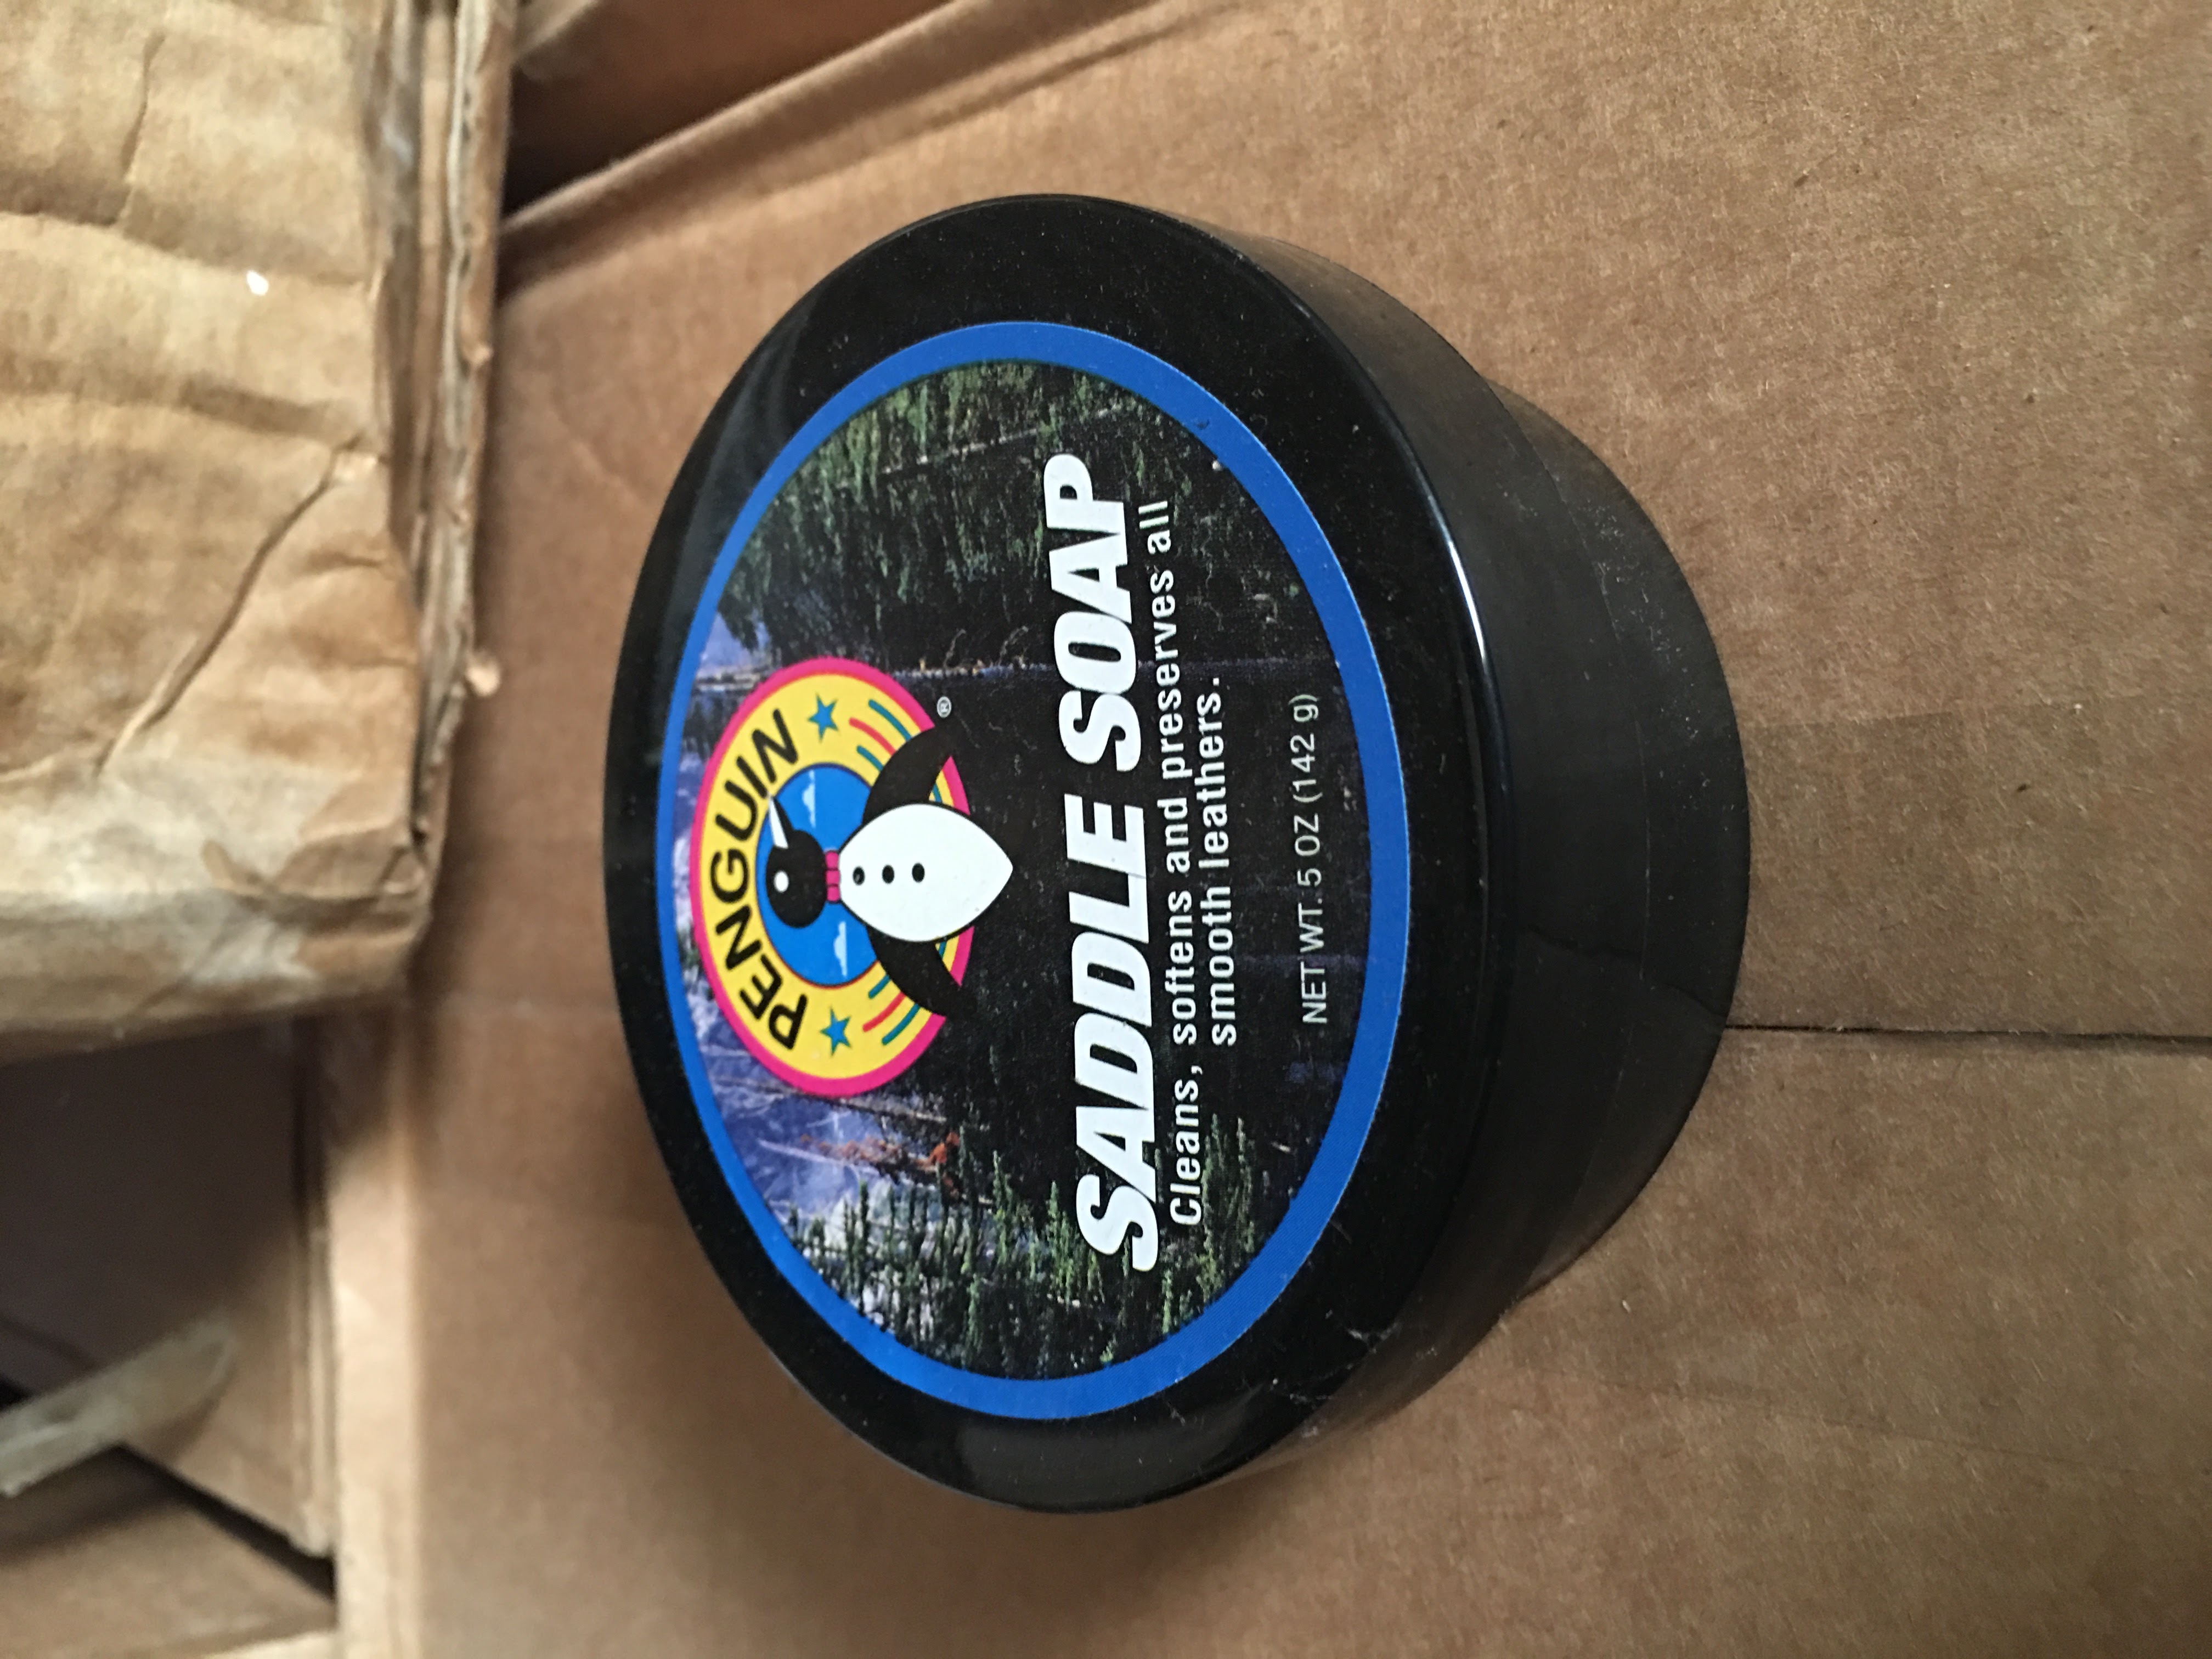 PENGUIN
®
SADDLE SOAP
Cleans, softens and preserves all
smooth leathers.
NET WT. 5 OZ (142 g)